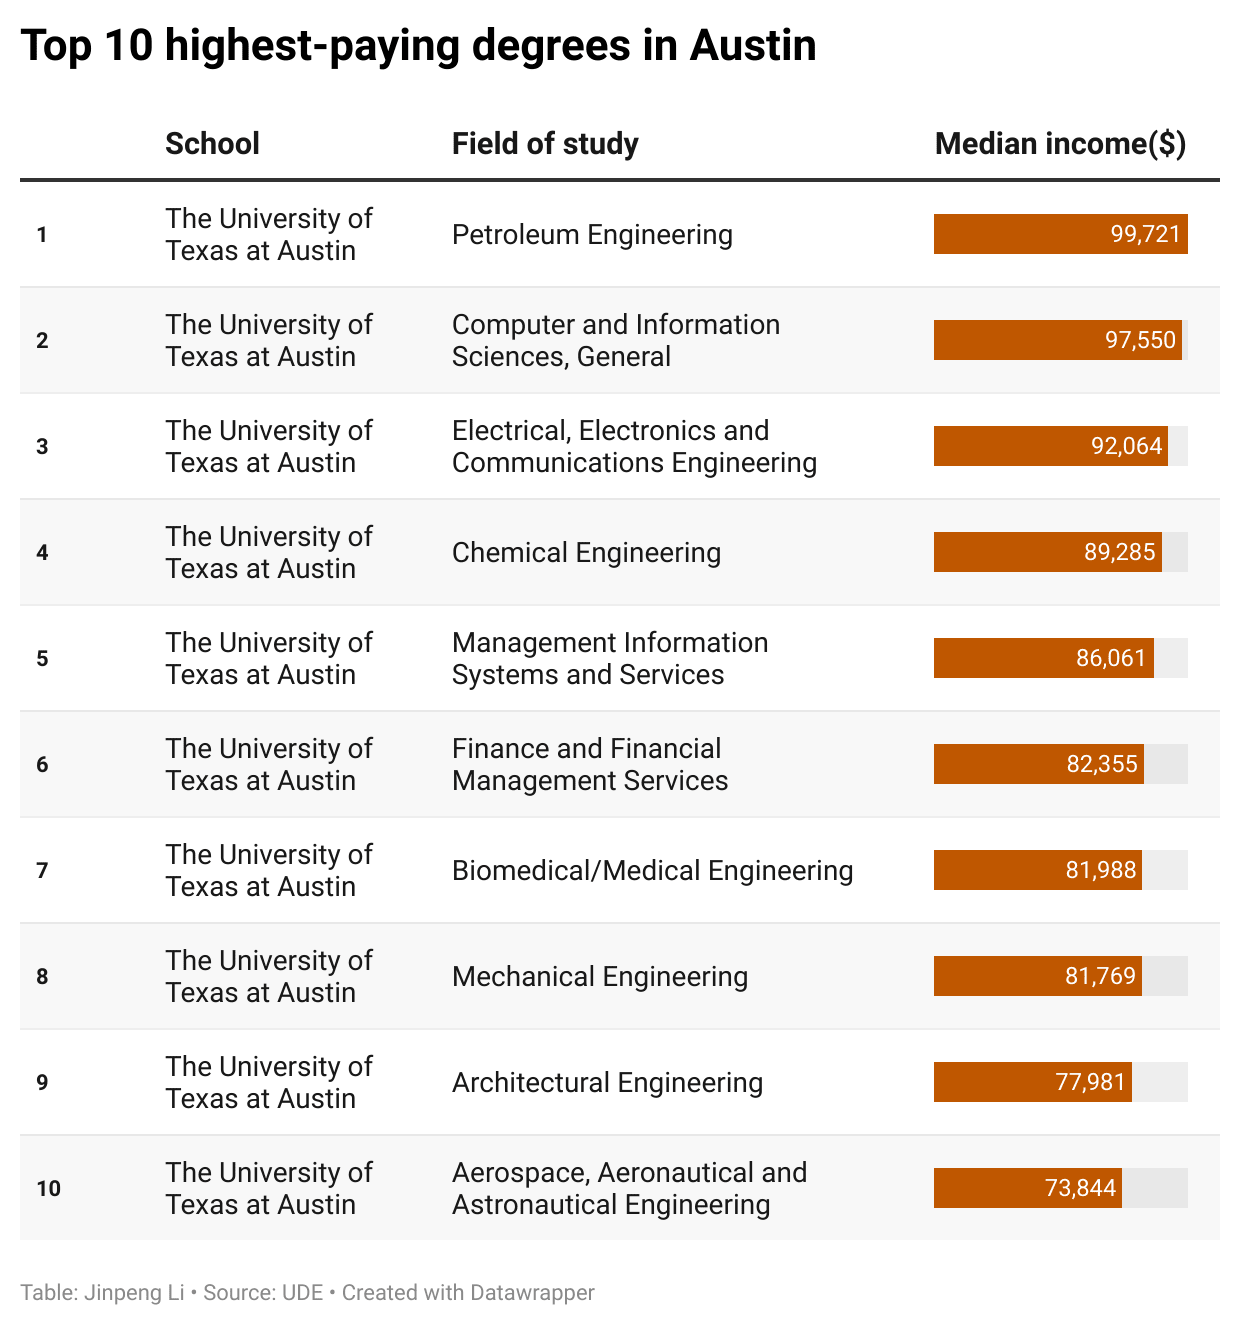 Top 10 highest-paying degrees in Austin
School Field of study Median income($)
1 The University of Texas at Austin Petroleum Engineering 99,721
2 The University of Texas at Austin Computer and Information Sciences, General 97,550
3 The University of Texas at Austin Electrical, Electronics and Communications Engineering 92,064
4 The University of Texas at Austin Chemical Engineering 89,285
5 The University of Texas at Austin Management Information Systems and Services 86,061
6 The University of Texas at Austin Finance and Financial Management Services 82,355
7 The University of Texas at Austin Biomedical/Medical Engineering 81,988
8 The University of Texas at Austin Mechanical Engineering 81,769
9 The University of Texas at Austin Architectural Engineering 77,981
10 The University of Texas at Austin Aerospace, Aeronautical and Astronautical Engineering 73,844
Table: Jinpeng Li • Source: UDE • Created with Datawrapper